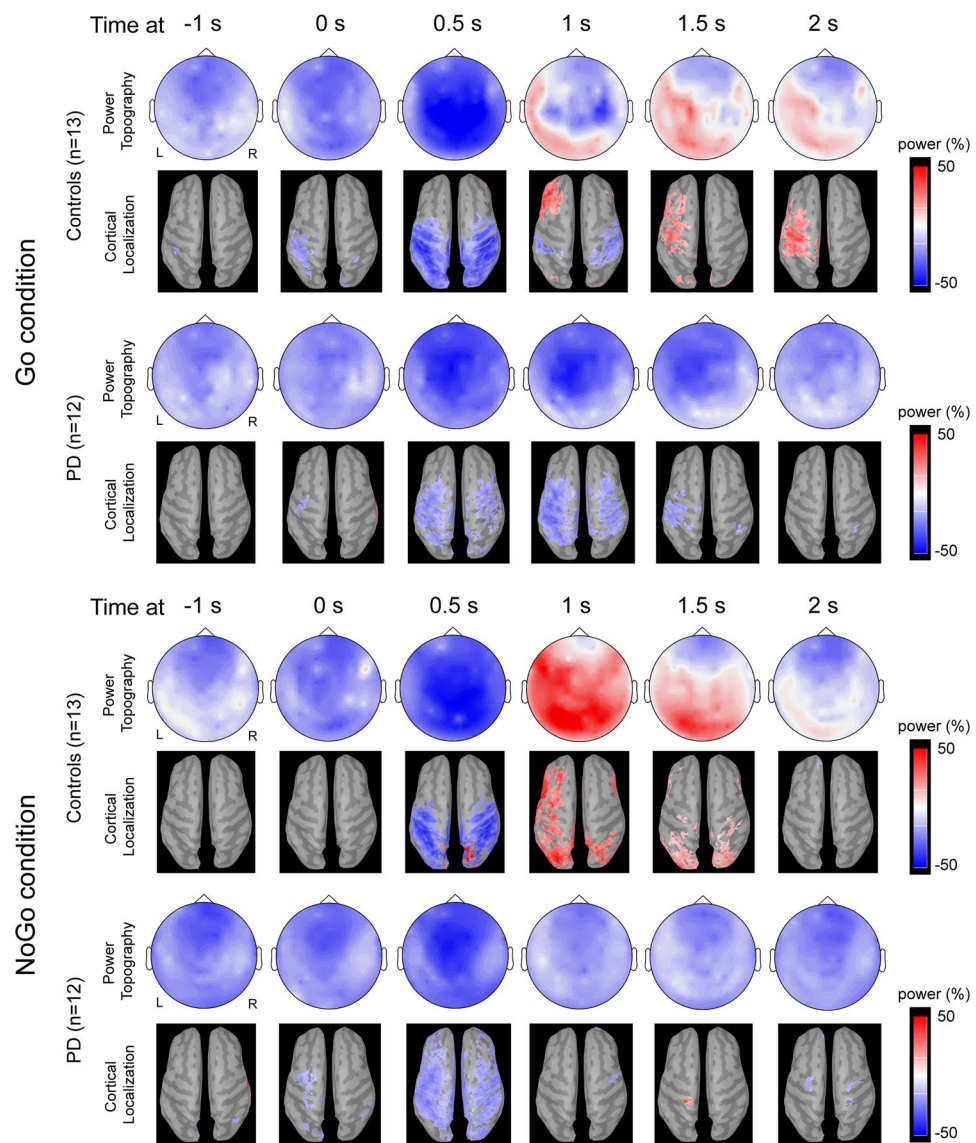 Time at -1 s 0 s 0.5 s 1 s 1.5 s 2 s
Go condition
Controls (n=13)
Power
Topography
L R
Cortical
Localization
power (%)
50
-50
PD (n=12)
Power
Topography
L R
Cortical
Localization
power (%)
50
-50
Time at -1 s 0 s 0.5 s 1 s 1.5 s 2 s
NoGo condition
Controls (n=13)
Power
Topography
L R
Cortical
Localization
power (%)
50
-50
PD (n=12)
Power
Topography
L R
Cortical
Localization
power (%)
50
-50